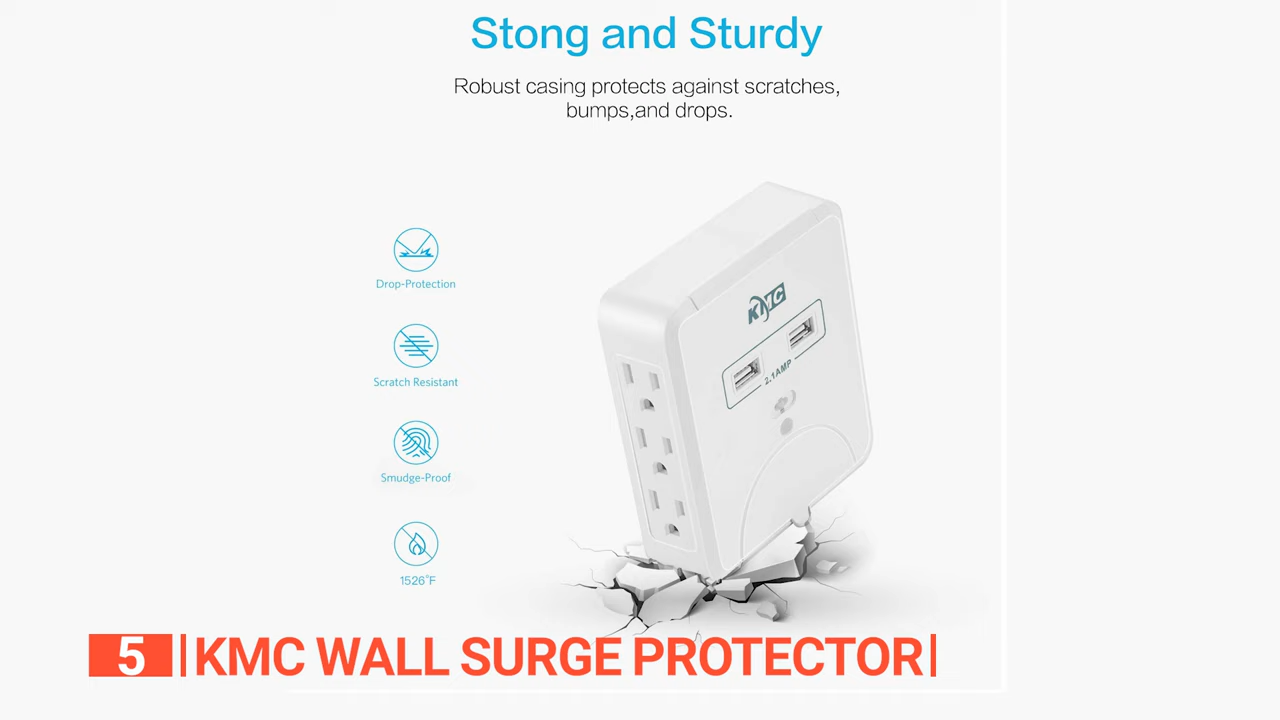 Stong and Sturdy
Robust casing protects against scratches,
bumps,and drops.
Drop-Protection
KMC
2.1AMP
Scratch Resistant
Smudge-Proof
1526°F
5 KMC WALL SURGE PROTECTOR